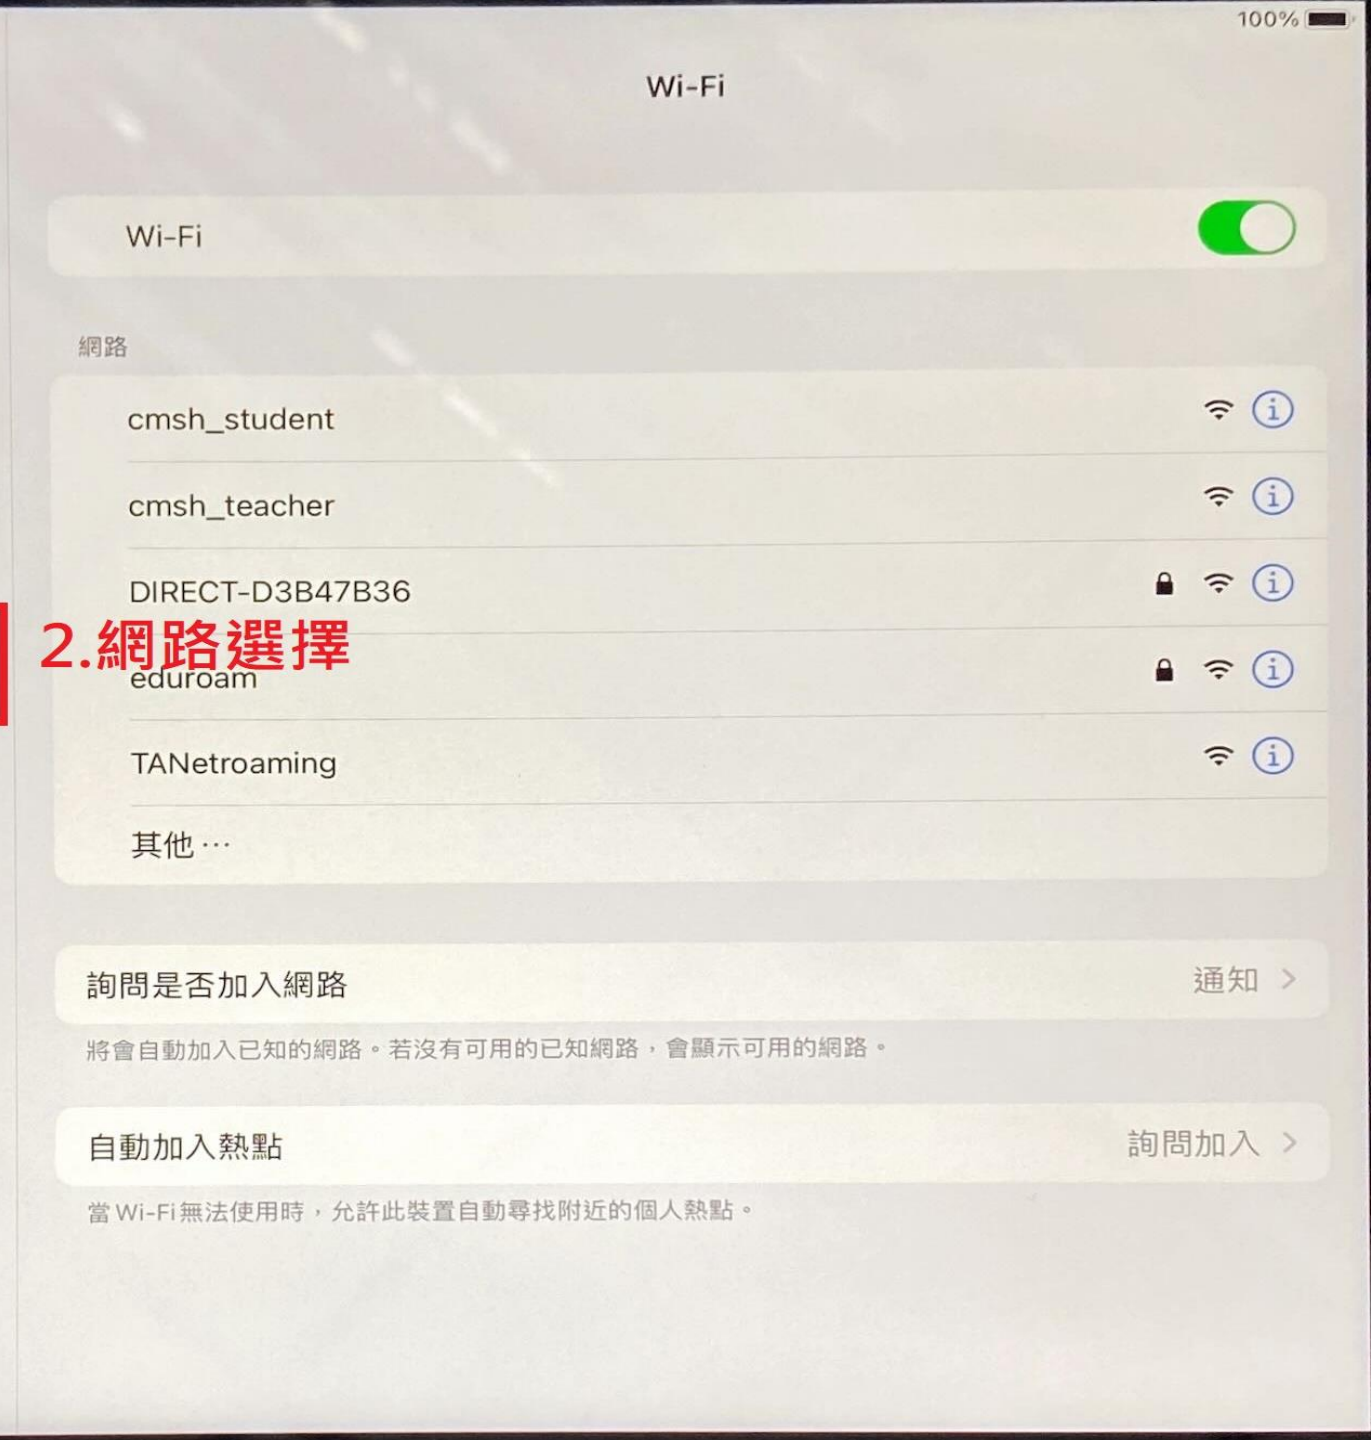 100%
Wi-Fi
Wi-Fi
網路
cmsh_student
cmsh_teacher
DIRECT-D3B47B36
2.網路選擇
eduroam
TANetroaming
其他…
詢問是否加入網路 通知 >
將會自動加入已知的網路。若沒有可用的已知網路，會顯示可用的網路。
自動加入熱點 詢問加入 >
當 Wi-Fi 無法使用時，允許此裝置自動尋找附近的個人熱點。